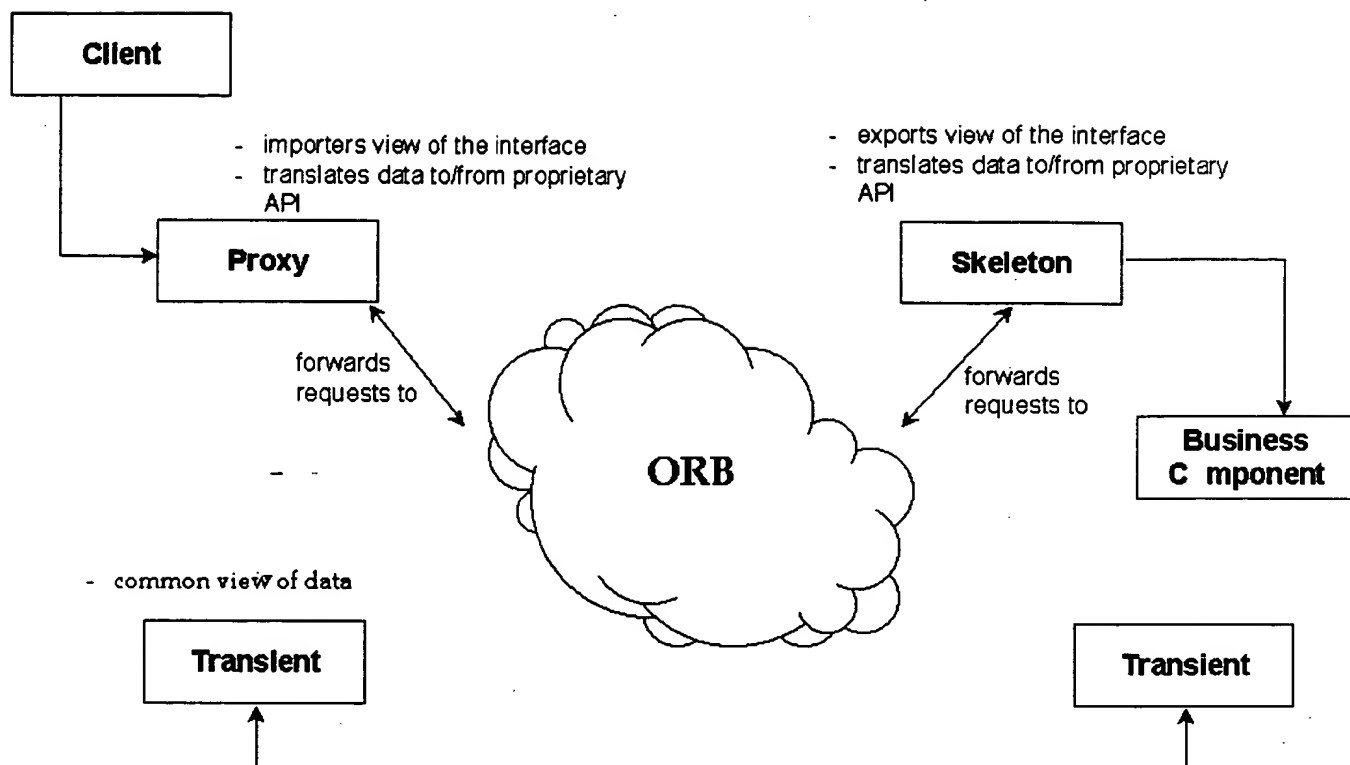 Client
- importers view of the interface
- translates data to/from proprietary
API
- exports view of the interface
- translates data to/from proprietary
API
Proxy
Skeleton
forwards
requests to
forwards
requests to
ORB
Business
C mponent
- common view of data
Transient
Transient